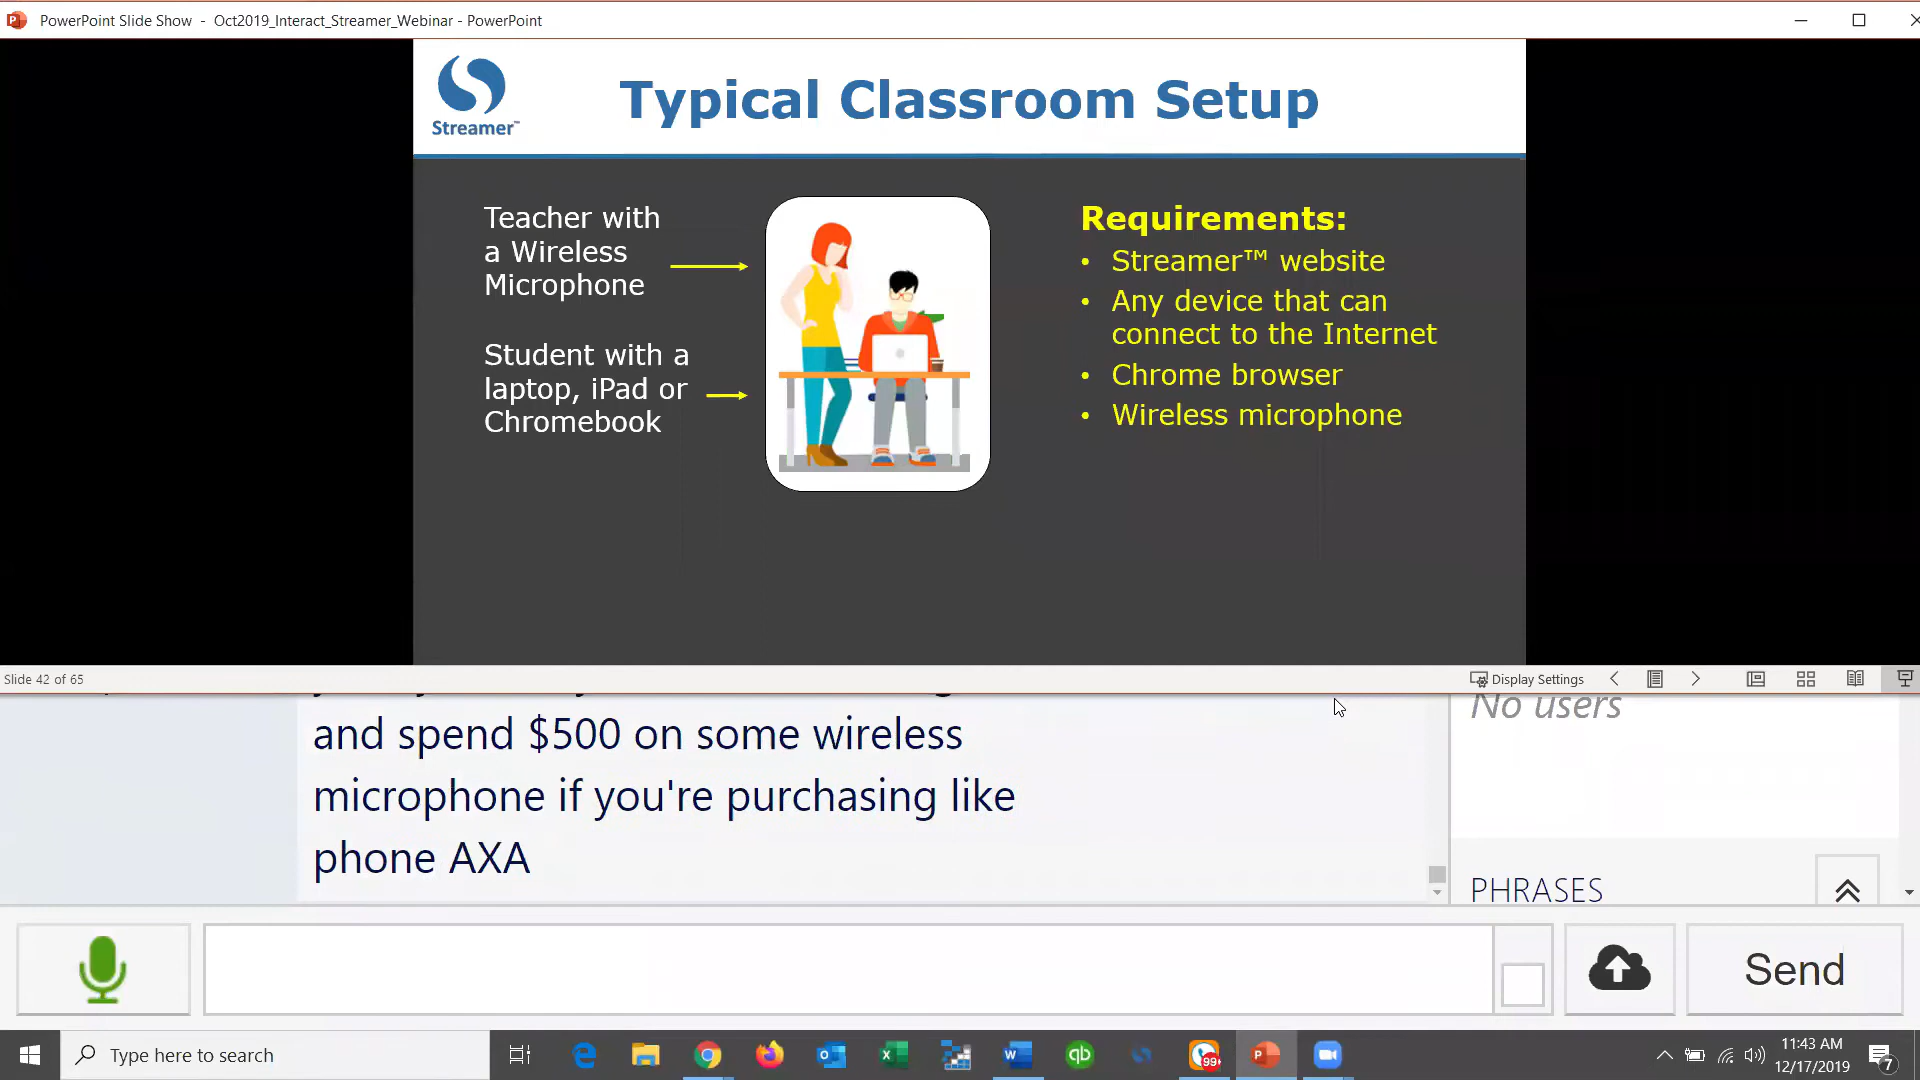 PowerPoint Slide Show - Oct2019_Interact_Streamer_Webinar - PowerPoint
Streamer™
Typical Classroom Setup
Teacher with
a Wireless
Microphone
Student with a
laptop, iPad or
Chromebook
Requirements:
• Streamer™ website
• Any device that can
connect to the Internet
• Chrome browser
• Wireless microphone
Slide 42 of 65
Display Settings
and spend $500 on some wireless
microphone if you're purchasing like
phone AXA
No users
PHRASES
Send
Type here to search
99+
11:43 AM
12/17/2019
7